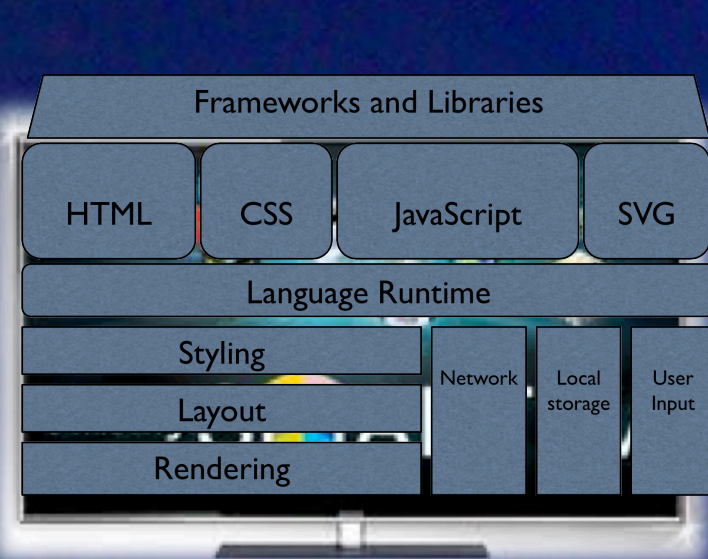 Frameworks and Libraries
HTML
CSS
JavaScript
SVG
Language Runtime
Styling
Network
Local
storage
User
Input
Layout
Rendering